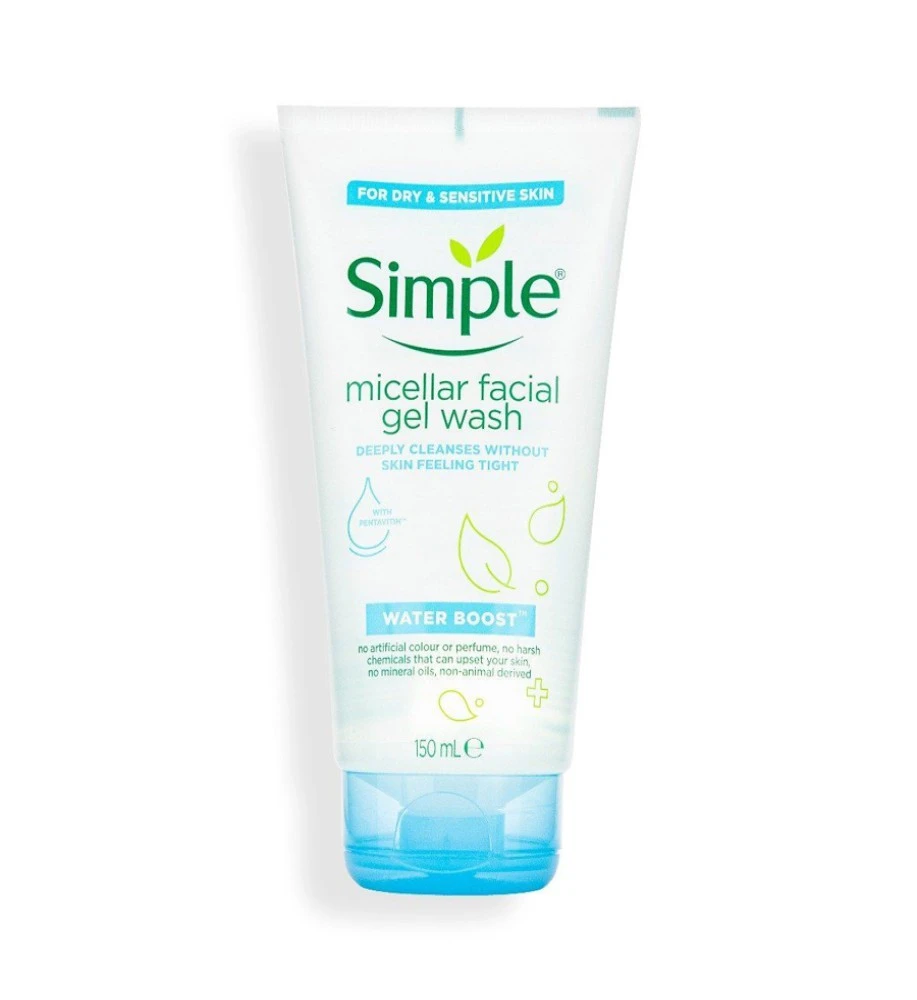 FOR DRY & SENSITIVE SKIN
Simple®
micellar facial
gel wash
DEEPLY CLEANSES WITHOUT
SKIN FEELING TIGHT
WITH
PENTAVITIN™
WATER BOOST™
no artificial colour or perfume, no harsh
chemicals that can upset your skin,
no mineral oils, non-animal derived
150 mL ℮